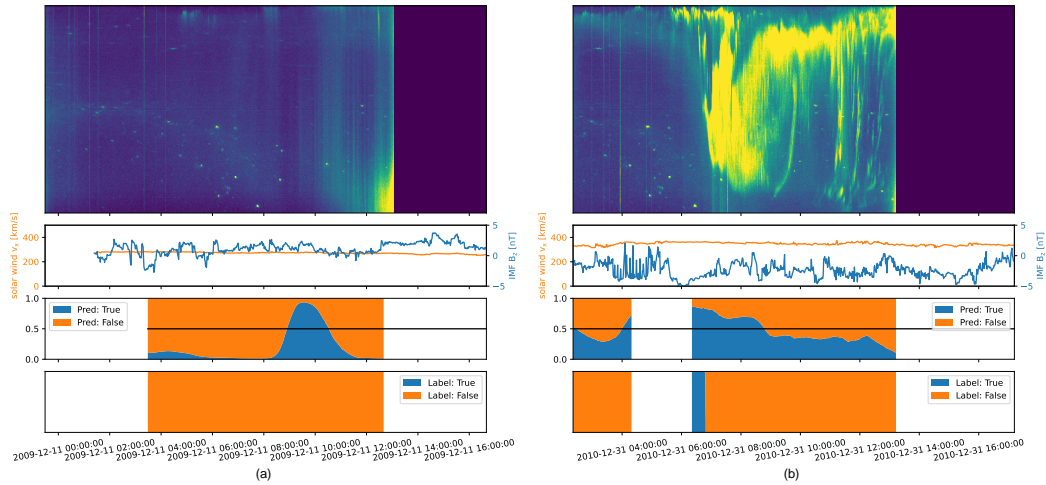 solar wind vₓ [km/s]
400
200
0
5
0
−5
IMF B_z [nT]
1.0
0.5
0.0
Pred: True
Pred: False
Label: True
Label: False
2009-12-11 00:00:00
2009-12-11 02:00:00
2009-12-11 04:00:00
2009-12-11 06:00:00
2009-12-11 08:00:00
2009-12-11 10:00:00
2009-12-11 12:00:00
2009-12-11 14:00:00
2009-12-11 16:00:00
(a)
solar wind vₓ [km/s]
400
200
0
5
0
−5
IMF B_z [nT]
1.0
0.5
0.0
Pred: True
Pred: False
Label: True
Label: False
2010-12-31 04:00:00
2010-12-31 06:00:00
2010-12-31 08:00:00
2010-12-31 10:00:00
2010-12-31 12:00:00
2010-12-31 14:00:00
2010-12-31 16:00:00
(b)